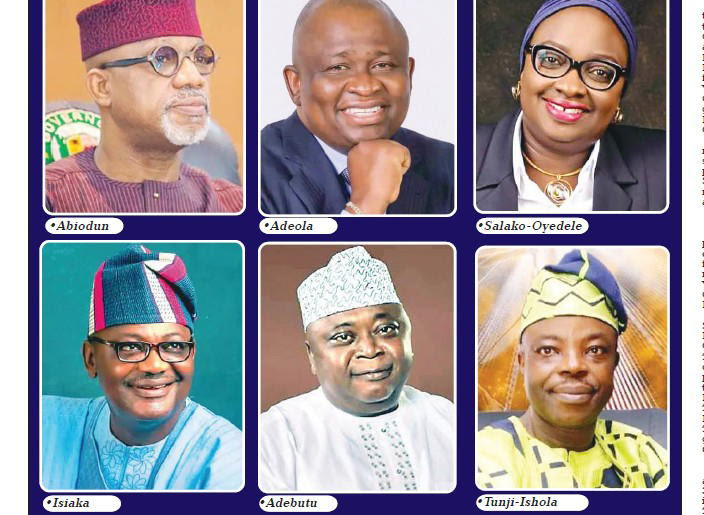 •Abiodun
•Adeola
•Salako-Oyedele
•Isiaka
•Adebutu
•Tunji-Ishola